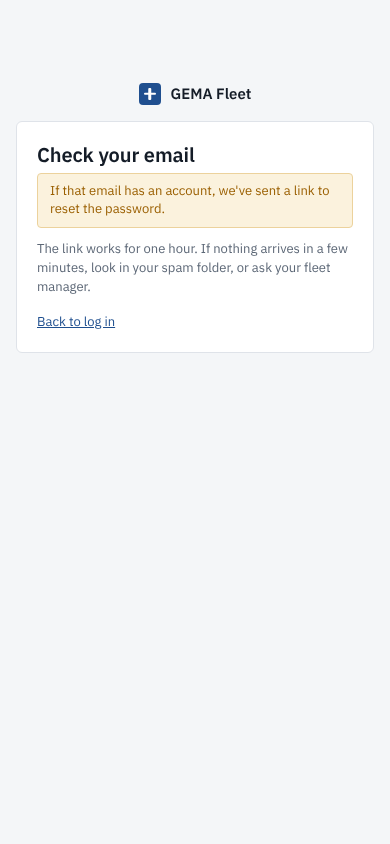 GEMA Fleet
Check your email
If that email has an account, we've sent a link to
reset the password.
The link works for one hour. If nothing arrives in a few
minutes, look in your spam folder, or ask your fleet
manager.
Back to log in